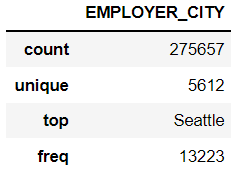 EMPLOYER_CITY
count 275657
unique 5612
top Seattle
freq 13223